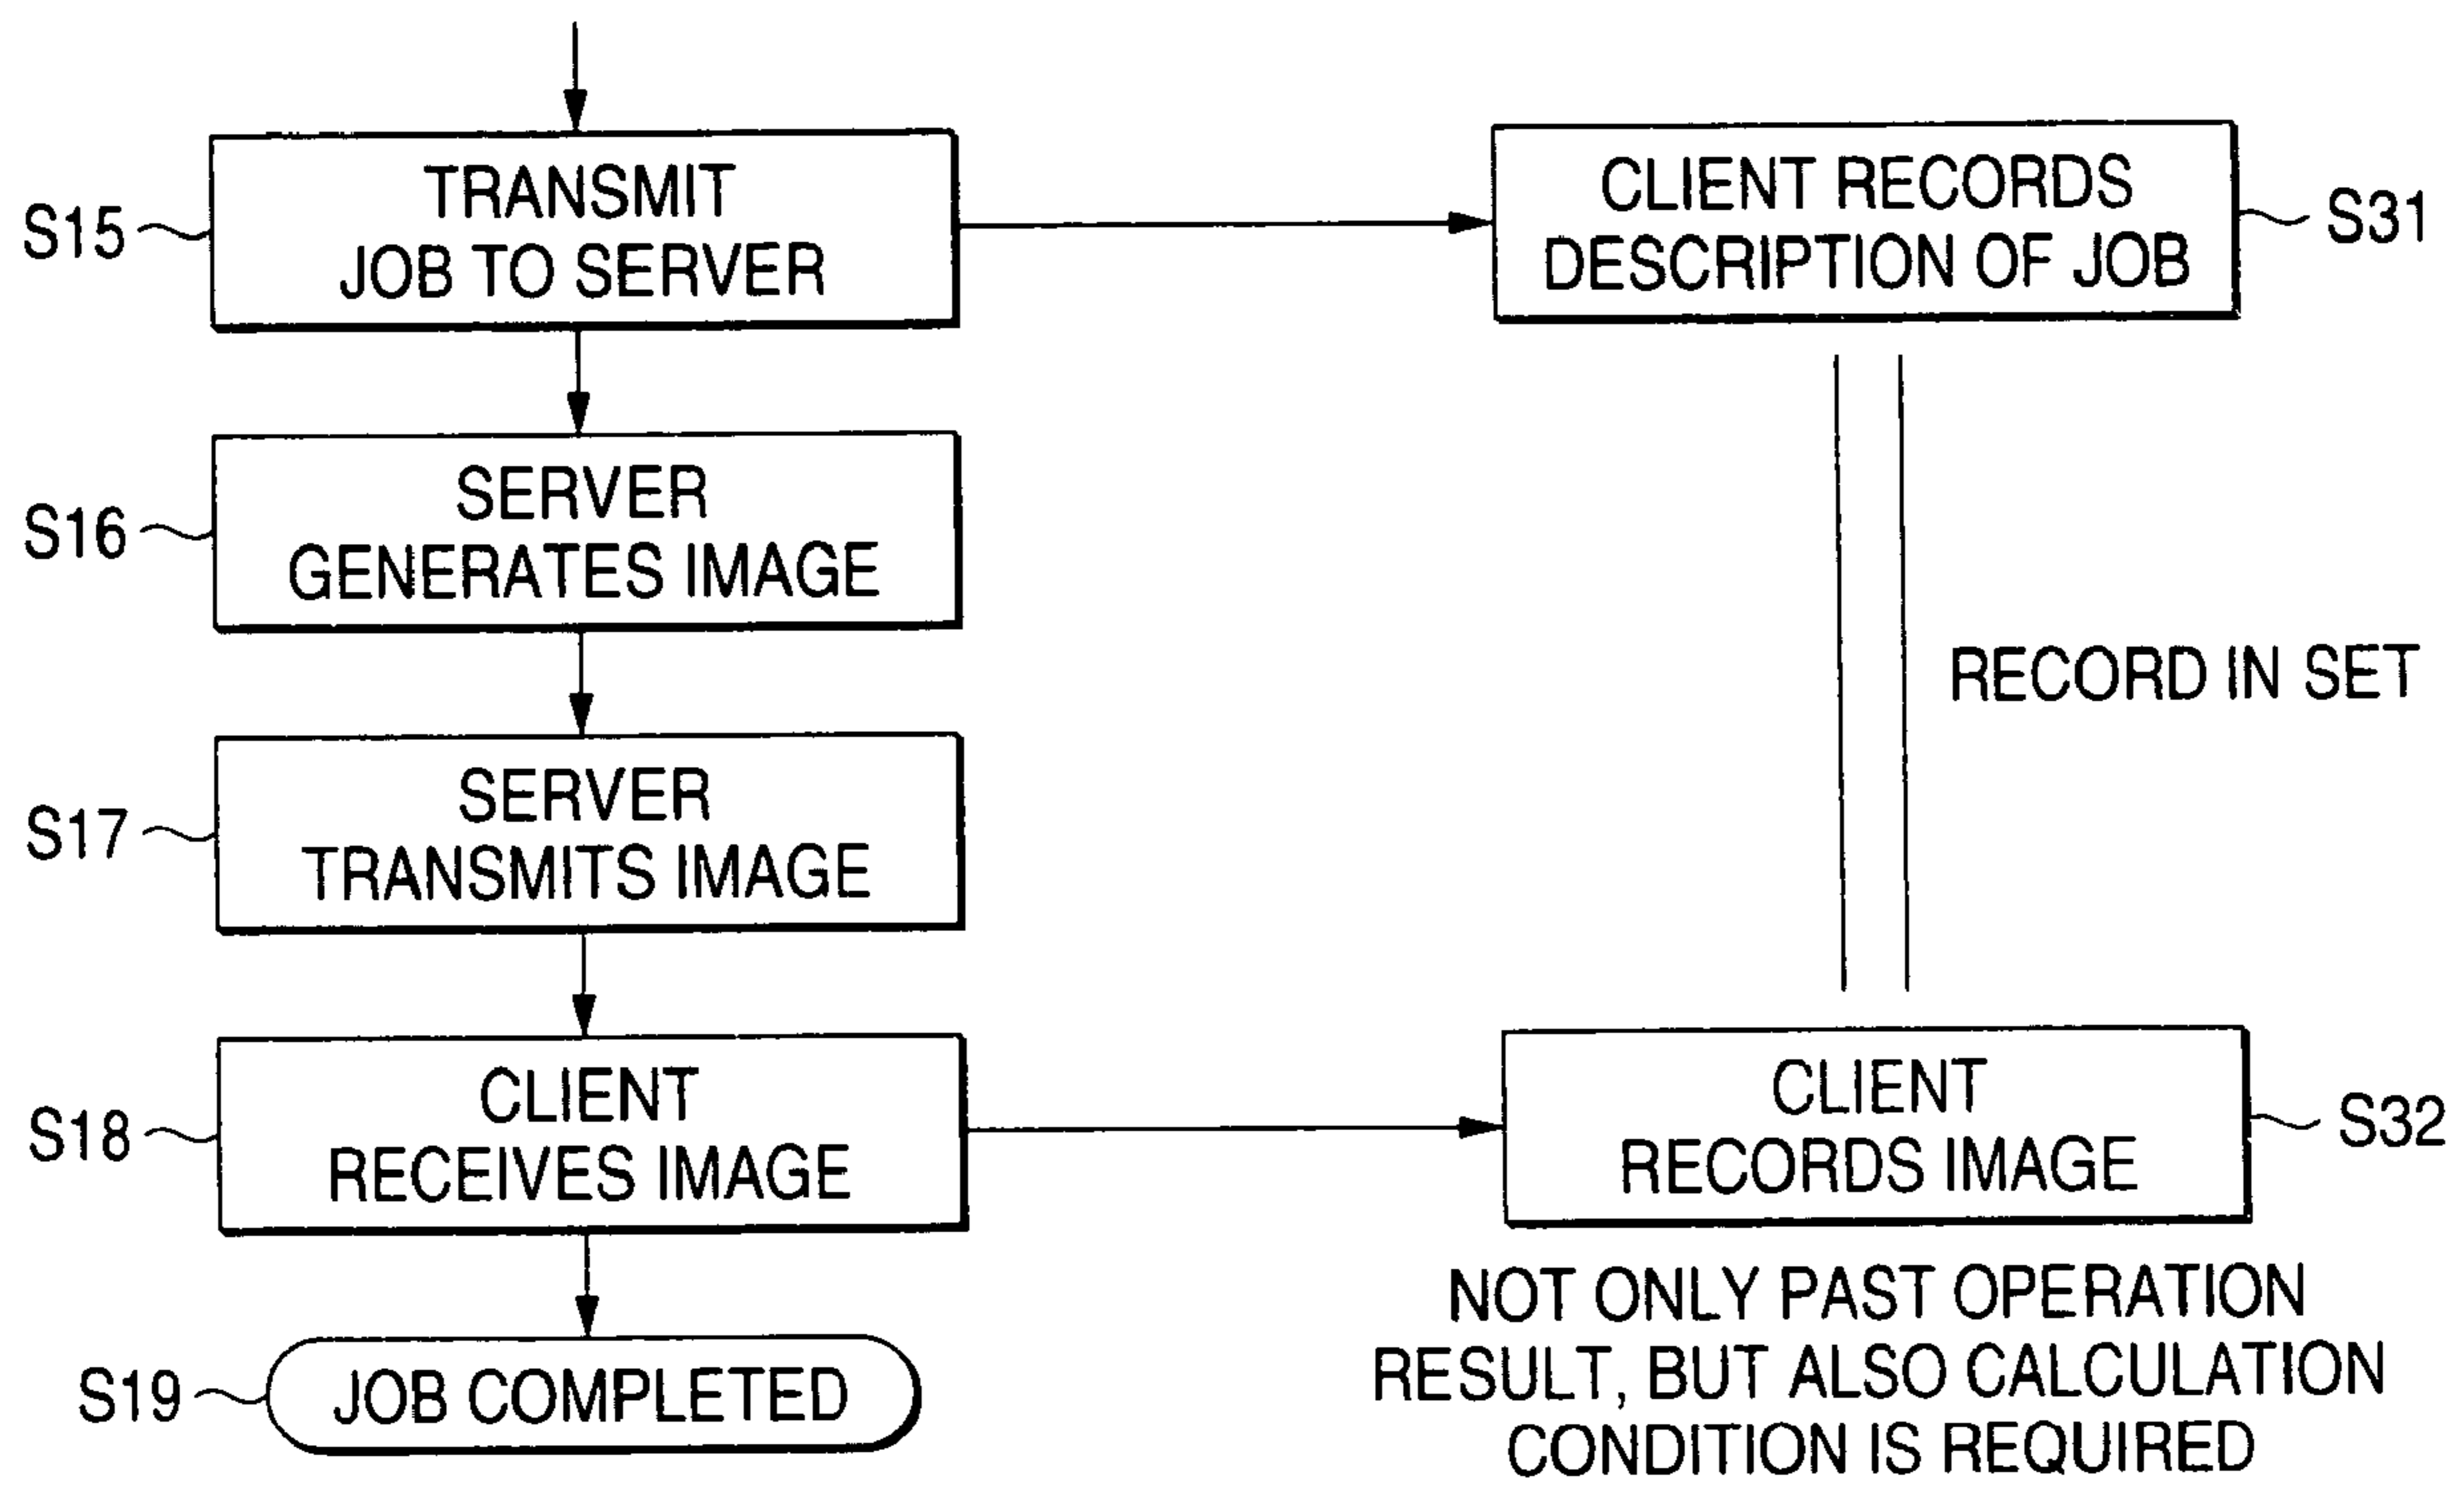 S15
TRANSMIT
JOB TO SERVER
CLIENT RECORDS
DESCRIPTION OF JOB
S31
S16
SERVER
GENERATES IMAGE
RECORD IN SET
S17
SERVER
TRANSMITS IMAGE
S18
CLIENT
RECEIVES IMAGE
CLIENT
RECORDS IMAGE
S32
NOT ONLY PAST OPERATION
RESULT, BUT ALSO CALCULATION
CONDITION IS REQUIRED
S19
JOB COMPLETED